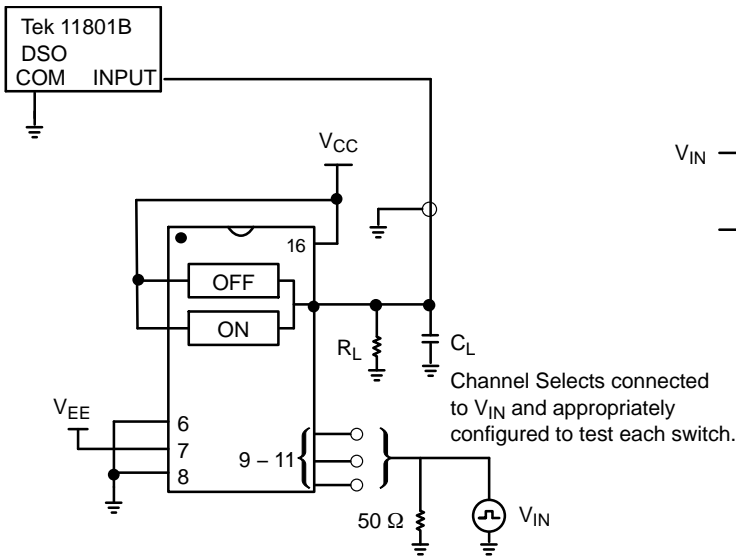 Tek 11801B
DSO
COM INPUT
VCC
VIN
16
OFF
ON
RL
CL
Channel Selects connected
to VIN and appropriately
configured to test each switch.
VEE
6
7
8
9 – 11
50 Ω
VIN